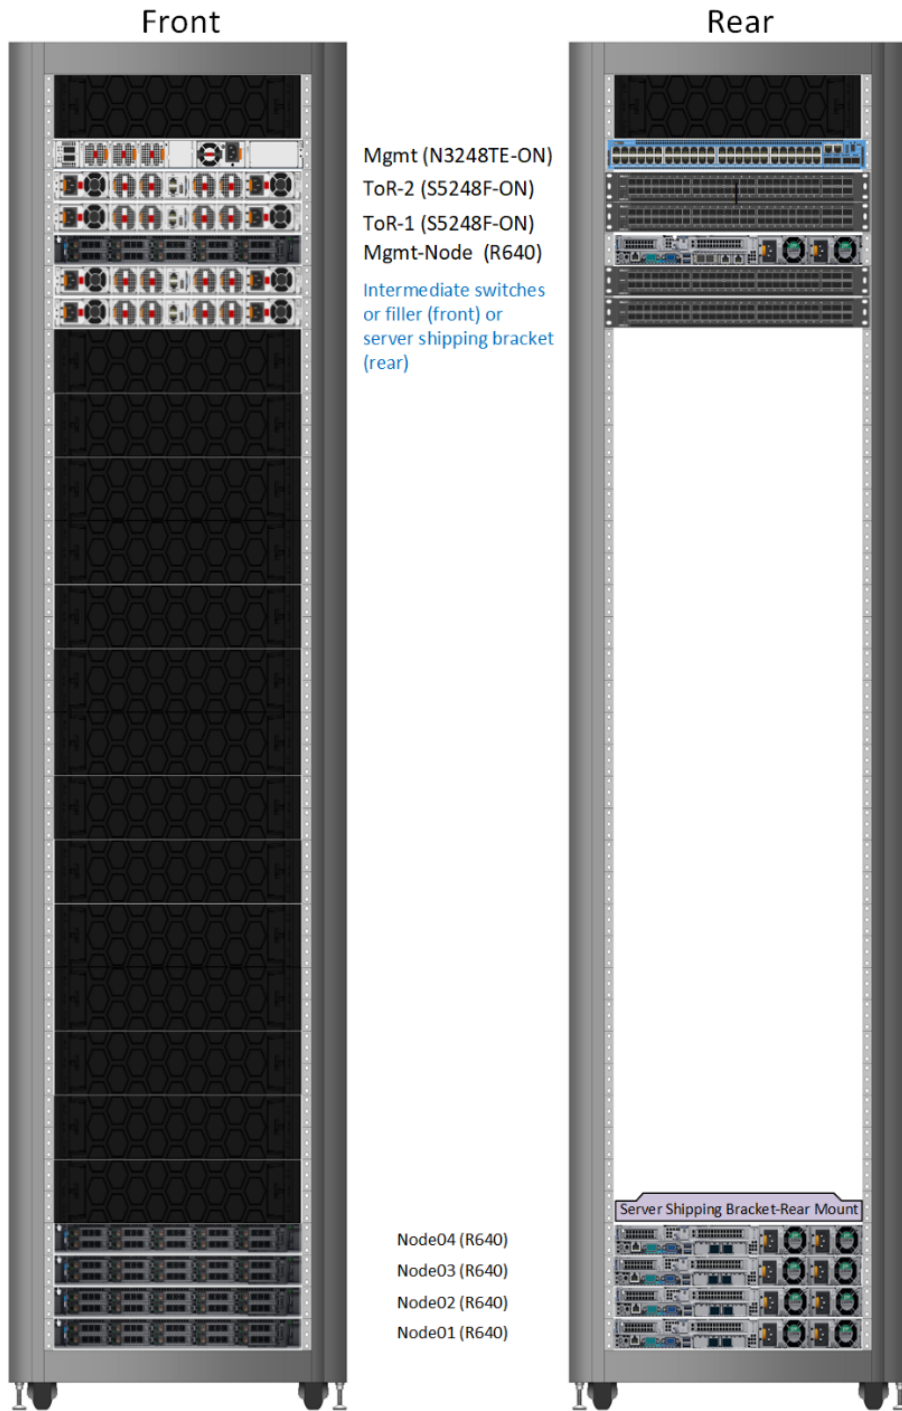 Front
Rear
Mgmt (N3248TE-ON)
ToR-2 (S5248F-ON)
ToR-1 (S5248F-ON)
Mgmt-Node (R640)
Intermediate switches
or filler (front) or
server shipping bracket
(rear)
Server Shipping Bracket-Rear Mount
Node04 (R640)
Node03 (R640)
Node02 (R640)
Node01 (R640)